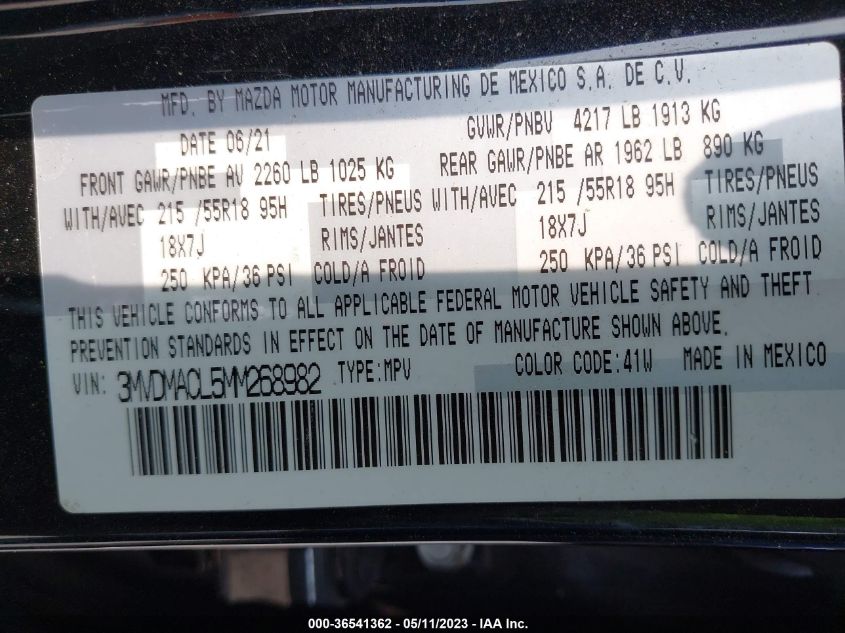 MFD. BY MAZDA MOTOR MANUFACTURING DE MEXICO S.A. DE C.V.
DATE 06/21 GVWR/PNBV 4217 LB 1913 KG
FRONT GAWR/PNBE AV 2260 LB 1025 KG REAR GAWR/PNBE AR 1962 LB 890 KG
WITH/AVEC 215 /55R18 95H TIRES/PNEUS WITH/AVEC 215 /55R18 95H TIRES/PNEUS
18X7J RIMS/JANTES 18X7J RIMS/JANTES
250 KPA/36 PSI COLD/A FROID 250 KPA/36 PSI COLD/A FROID
THIS VEHICLE CONFORMS TO ALL APPLICABLE FEDERAL MOTOR VEHICLE SAFETY AND THEFT
PREVENTION STANDARDS IN EFFECT ON THE DATE OF MANUFACTURE SHOWN ABOVE.
VIN: 3MVDMACL5MM268982 TYPE:MPV COLOR CODE:41W MADE IN MEXICO
000-36541362 - 05/11/2023 - IAA Inc.